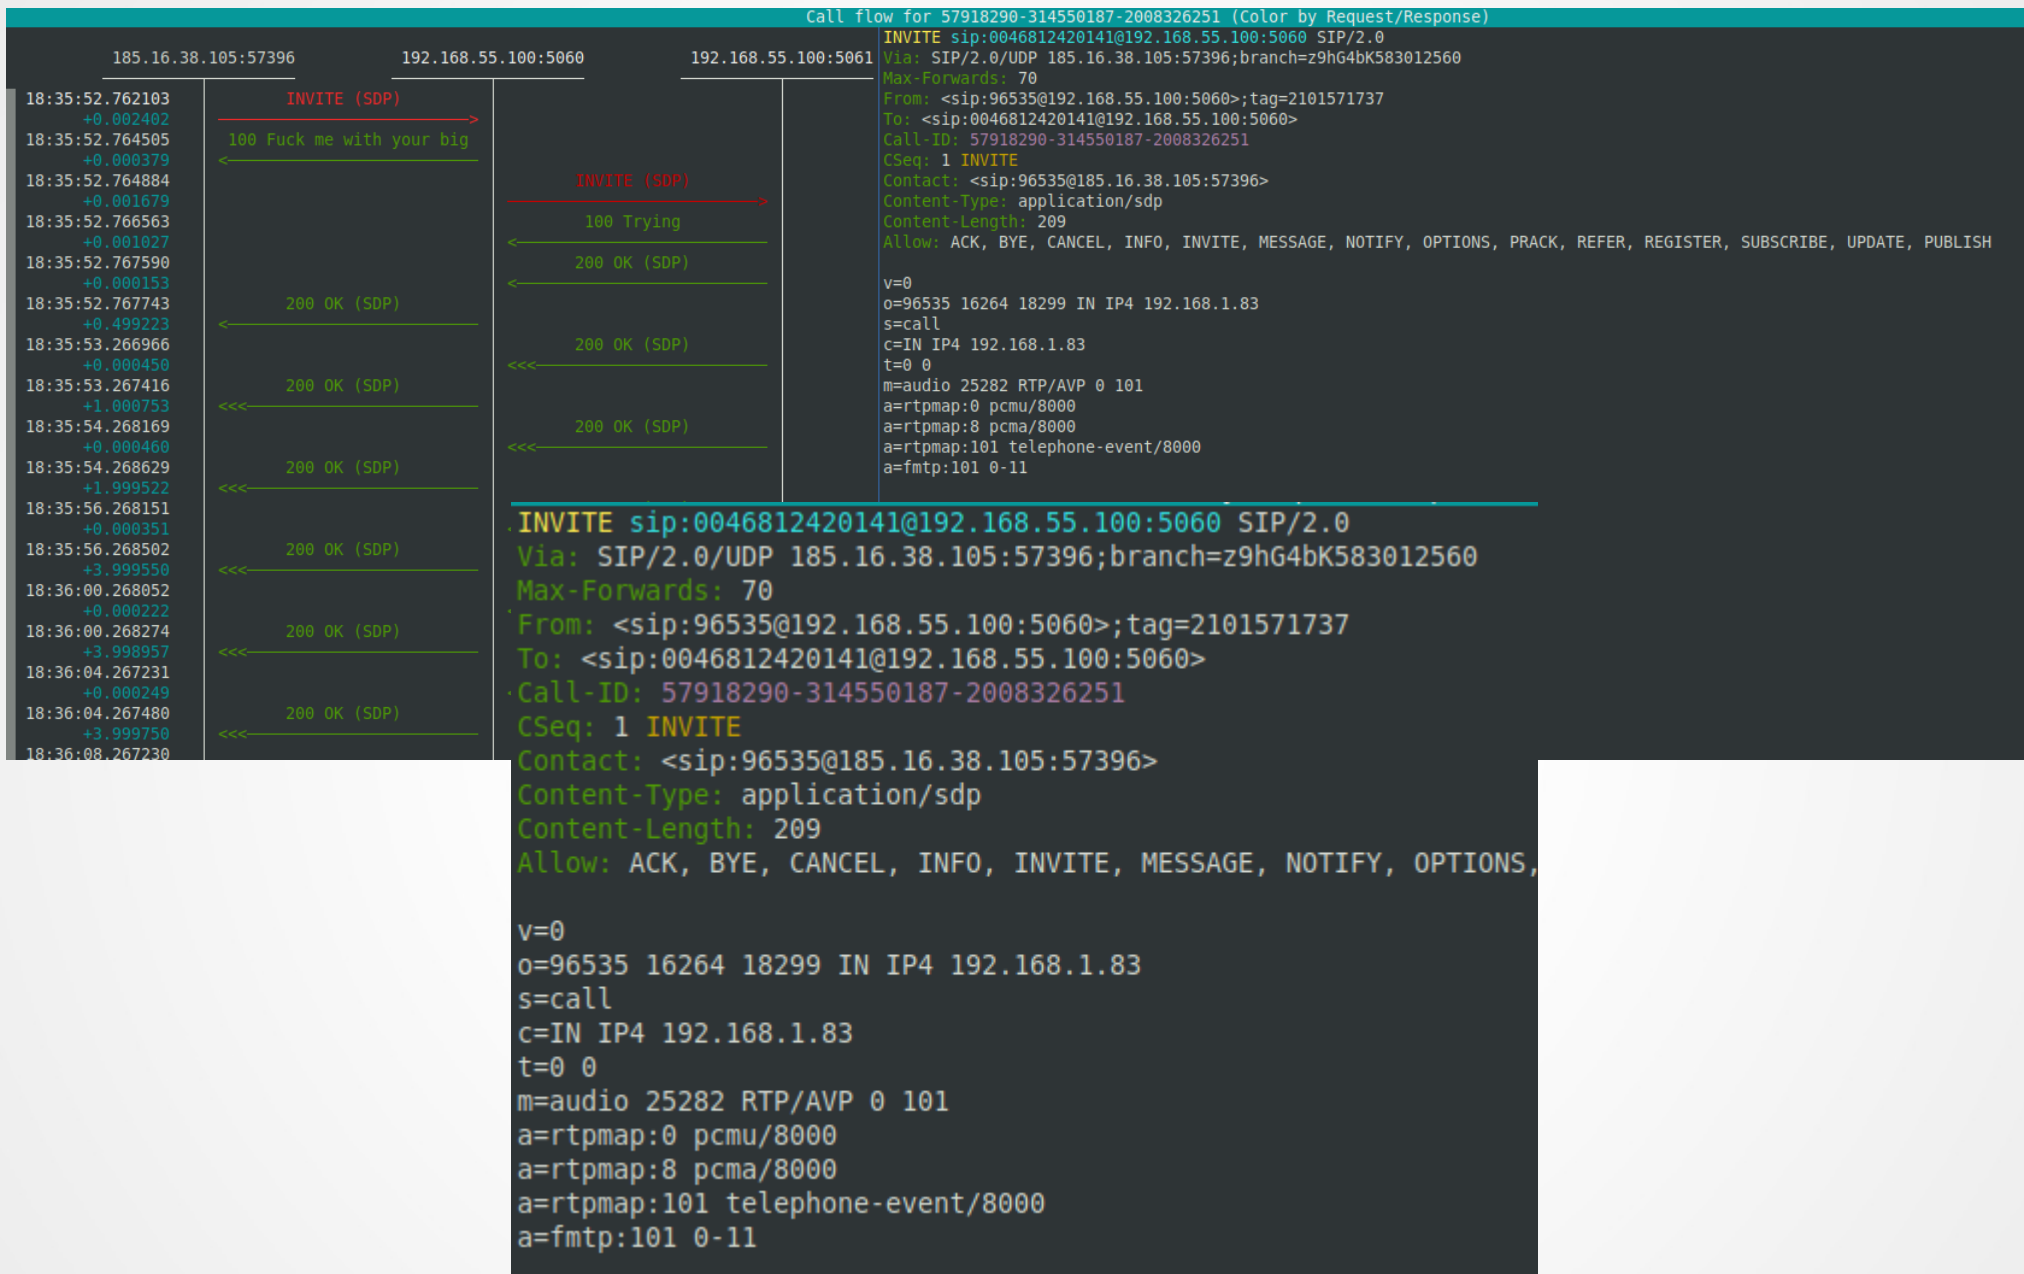 Call flow for 57918290-314550187-2008326251 (Color by Request/Response)
185.16.38.105:57396 192.168.55.100:5060 192.168.55.100:5061
18:35:52.762103 INVITE (SDP)
+0.002402
18:35:52.764505 100 Fuck me with your big
+0.000379
18:35:52.764884 INVITE (SDP)
+0.001679
18:35:52.766563 100 Trying
+0.001027
18:35:52.767590 200 OK (SDP)
+0.000153
18:35:52.767743 200 OK (SDP)
+0.499223
18:35:53.266966 200 OK (SDP)
+0.000450
18:35:53.267416 200 OK (SDP)
+1.000753
18:35:54.268169 200 OK (SDP)
+0.000460
18:35:54.268629 200 OK (SDP)
+1.999522
18:35:56.268151
+0.000351
18:35:56.268502 200 OK (SDP)
+3.999550
18:36:00.268052
+0.000222
18:36:00.268274 200 OK (SDP)
+3.998957
18:36:04.267231
+0.000249
18:36:04.267480 200 OK (SDP)
+3.999750
18:36:08.267230
INVITE sip:0046812420141@192.168.55.100:5060 SIP/2.0
Via: SIP/2.0/UDP 185.16.38.105:57396;branch=z9hG4bK583012560
Max-Forwards: 70
From: <sip:96535@192.168.55.100:5060>;tag=2101571737
To: <sip:0046812420141@192.168.55.100:5060>
Call-ID: 57918290-314550187-2008326251
CSeq: 1 INVITE
Contact: <sip:96535@185.16.38.105:57396>
Content-Type: application/sdp
Content-Length: 209
Allow: ACK, BYE, CANCEL, INFO, INVITE, MESSAGE, NOTIFY, OPTIONS, PRACK, REFER, REGISTER, SUBSCRIBE, UPDATE, PUBLISH
v=0
o=96535 16264 18299 IN IP4 192.168.1.83
s=call
c=IN IP4 192.168.1.83
t=0 0
m=audio 25282 RTP/AVP 0 101
a=rtpmap:0 pcmu/8000
a=rtpmap:8 pcma/8000
a=rtpmap:101 telephone-event/8000
a=fmtp:101 0-11
INVITE sip:0046812420141@192.168.55.100:5060 SIP/2.0
Via: SIP/2.0/UDP 185.16.38.105:57396;branch=z9hG4bK583012560
Max-Forwards: 70
From: <sip:96535@192.168.55.100:5060>;tag=2101571737
To: <sip:0046812420141@192.168.55.100:5060>
Call-ID: 57918290-314550187-2008326251
CSeq: 1 INVITE
Contact: <sip:96535@185.16.38.105:57396>
Content-Type: application/sdp
Content-Length: 209
Allow: ACK, BYE, CANCEL, INFO, INVITE, MESSAGE, NOTIFY, OPTIONS,
v=0
o=96535 16264 18299 IN IP4 192.168.1.83
s=call
c=IN IP4 192.168.1.83
t=0 0
m=audio 25282 RTP/AVP 0 101
a=rtpmap:0 pcmu/8000
a=rtpmap:8 pcma/8000
a=rtpmap:101 telephone-event/8000
a=fmtp:101 0-11